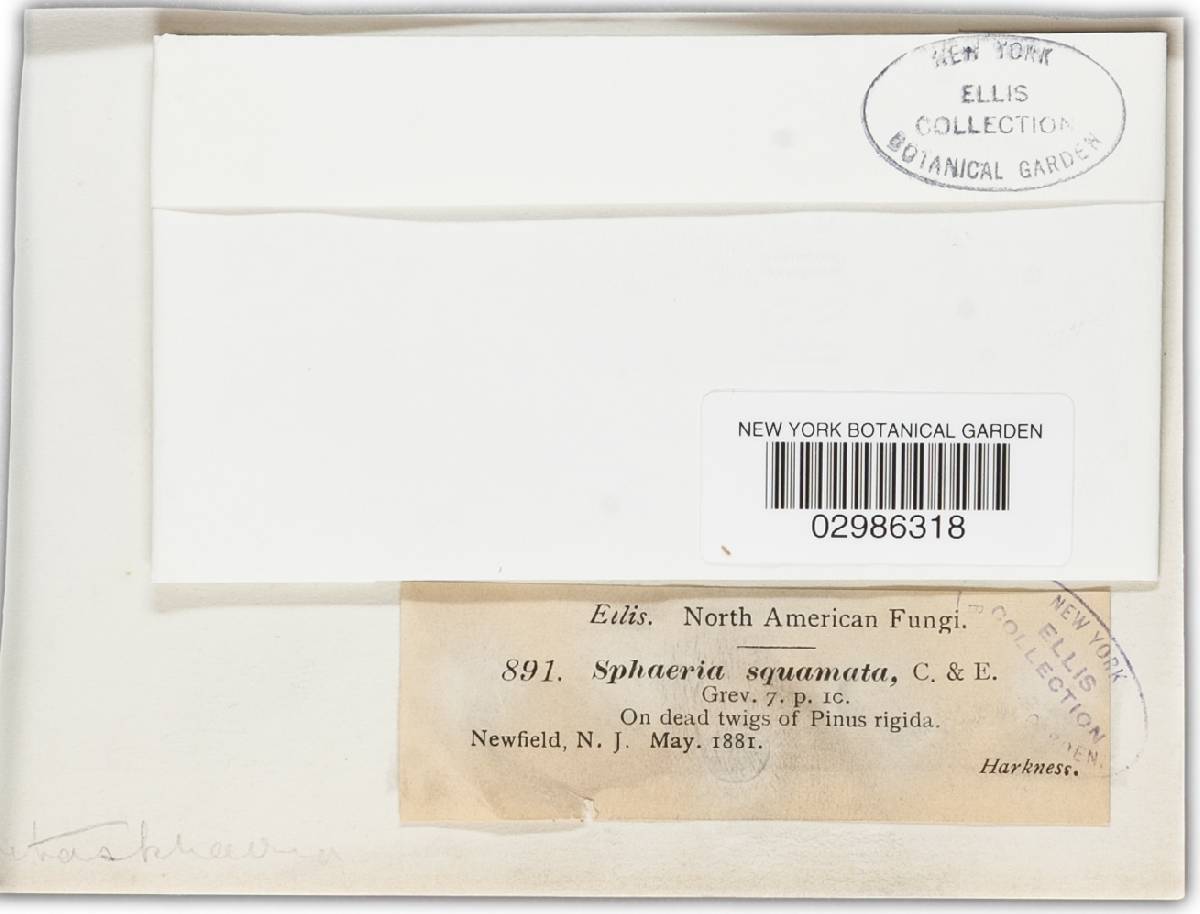 NEW YORK
ELLIS
COLLECTION
BOTANICAL GARDEN
NEW YORK BOTANICAL GARDEN
02986318
Ellis. North American Fungi.
891. Sphaeria squamata, C. & E.
Grev. 7. p. 1c.
On dead twigs of Pinus rigida.
Newfield, N. J. May. 1881.
Harkness.
NEW YORK
ELLIS
COLLECTION